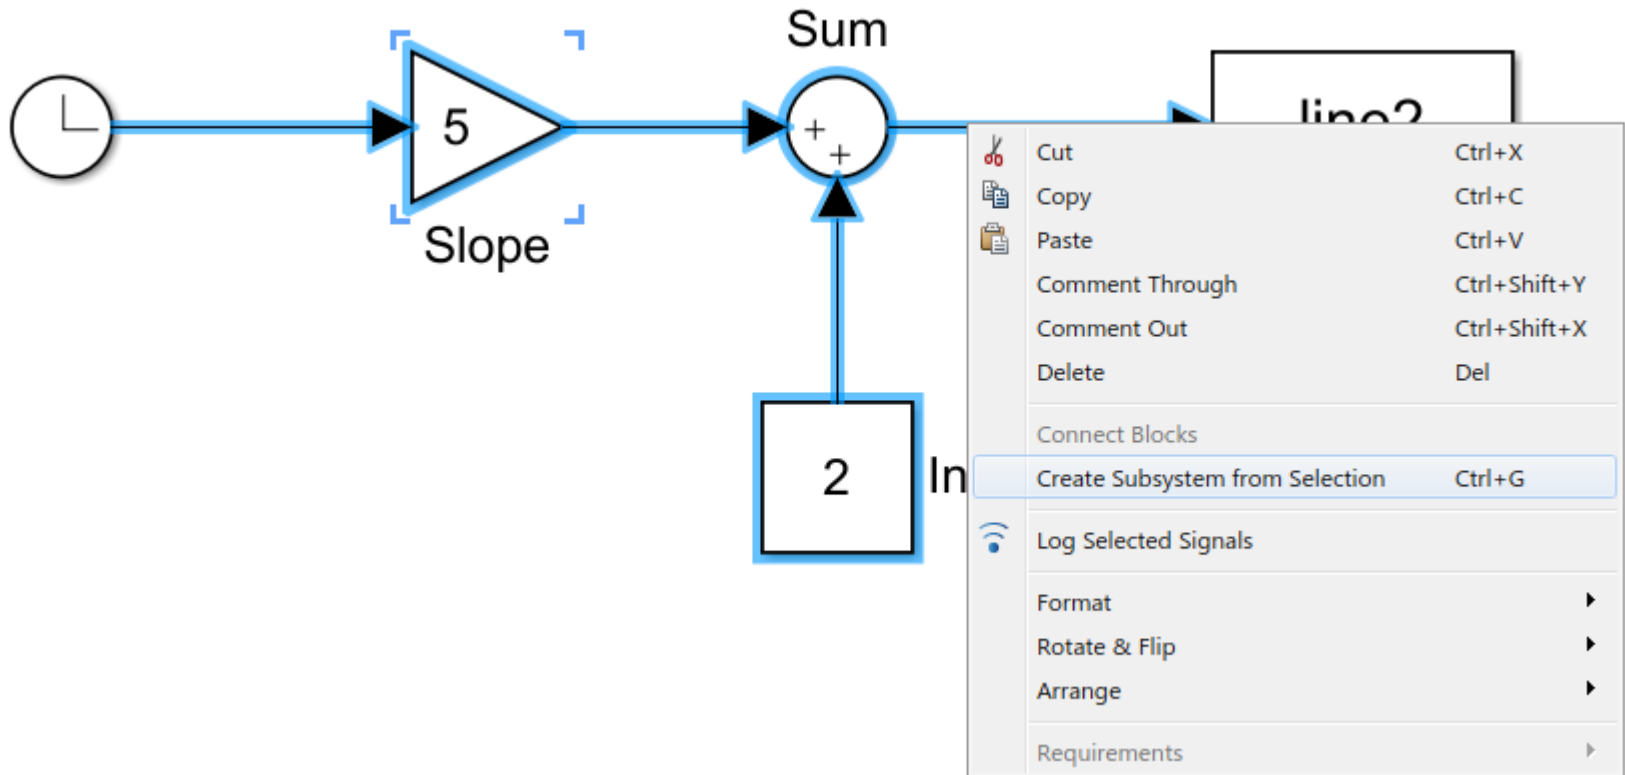 Sum
5
+
+
line2
Slope
2
In
Cut Ctrl+X
Copy Ctrl+C
Paste Ctrl+V
Comment Through Ctrl+Shift+Y
Comment Out Ctrl+Shift+X
Delete Del
Connect Blocks
Create Subsystem from Selection Ctrl+G
Log Selected Signals
Format
Rotate & Flip
Arrange
Requirements